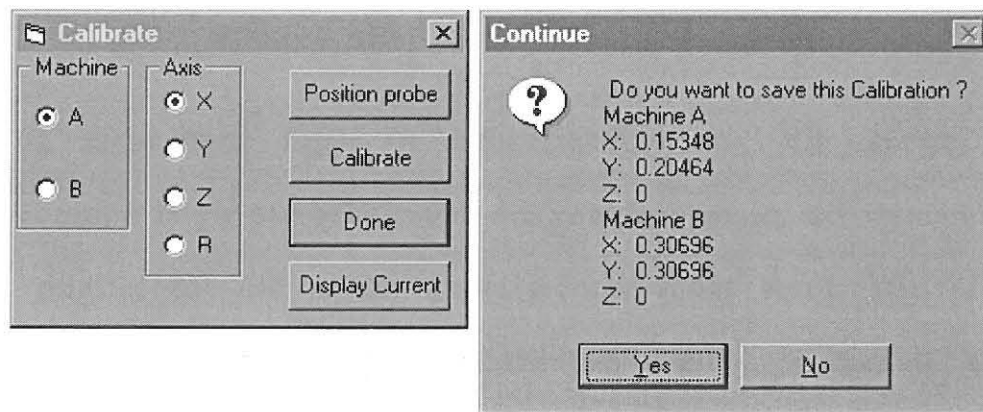 Calibrate
Machine
A
B
Axis
X
Y
Z
R
Position probe
Calibrate
Done
Display Current
Continue
Do you want to save this Calibration ?
Machine A
X: 0.15348
Y: 0.20464
Z: 0
Machine B
X: 0.30696
Y: 0.30696
Z: 0
Yes
No